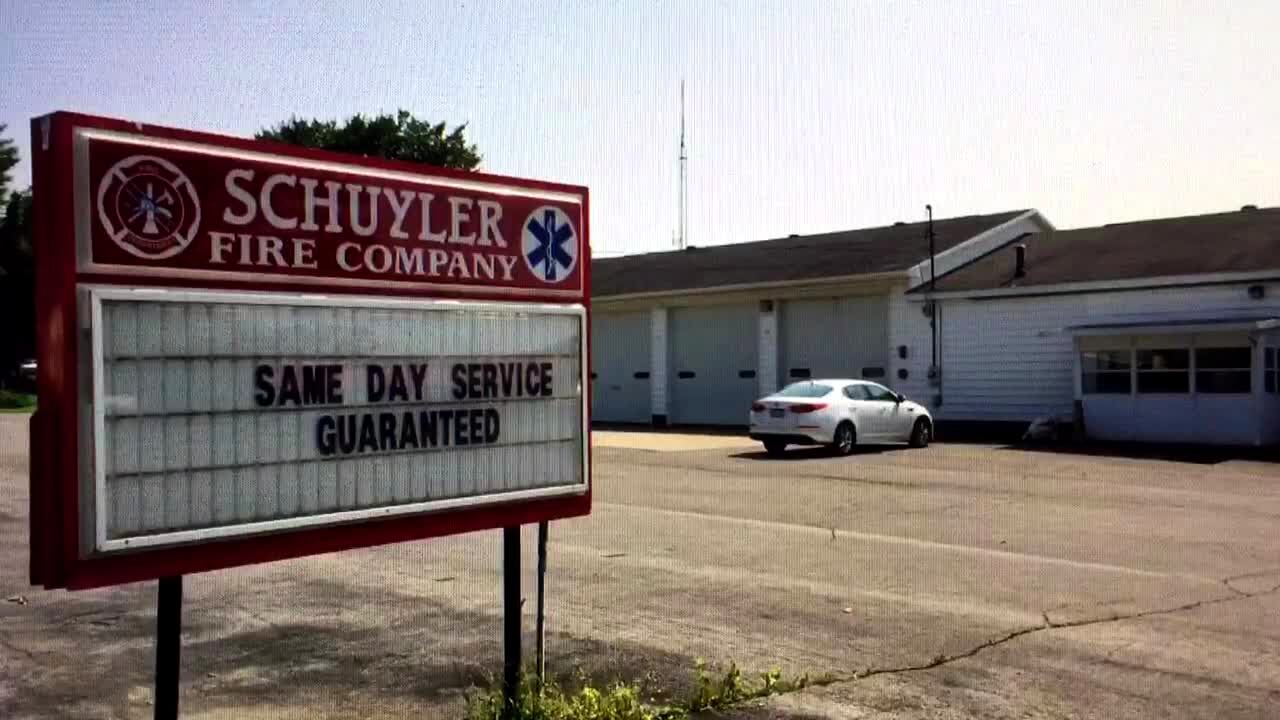 SCHUYLER
FIRE COMPANY
SAME DAY SERVICE
GUARANTEED